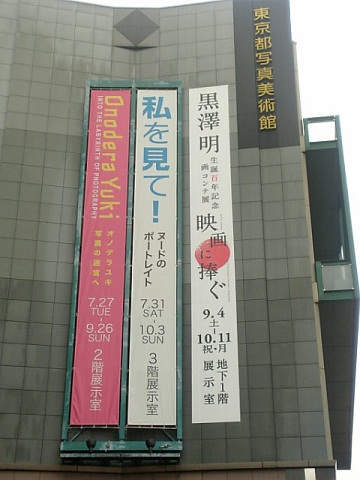 東京都写真美術館
黒澤明
生誕百年記念
画コンテ展
映画に捧ぐ
9.4
土
-
10.11
祝・月
地下1階
展示室
私を見て!
ヌードの
ポートレイト
7.31
SAT
-
10.3
SUN
3階展示室
Onodera Yuki
INTO THE LABYRINTH OF PHOTOGRAPHY
オノデラユキ
写真の迷宮へ
7.27
TUE
-
9.26
SUN
2階展示室